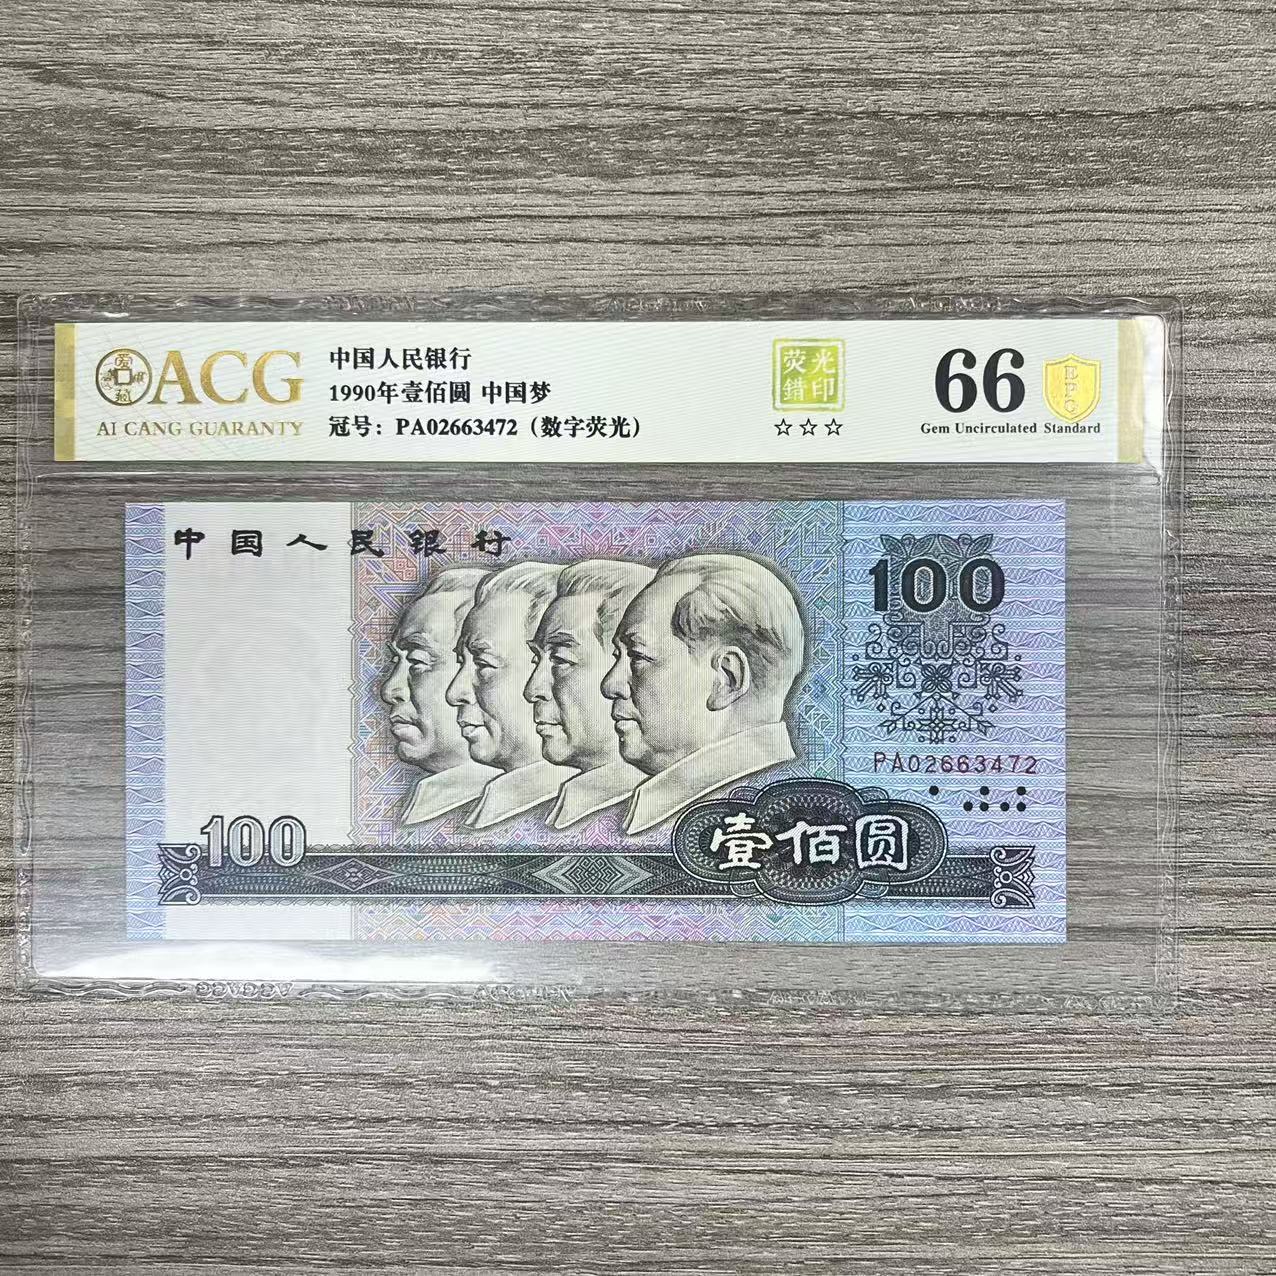 ACG
AI CANG GUARANTY
中国人民银行
1990年壹佰圆 中国梦
冠号：PA02663472（数字荧光）
荧光
錯印
☆☆☆
66
EPC
Gem Uncirculated Standard
中国人民银行
100
PA02663472
100
壹佰圆